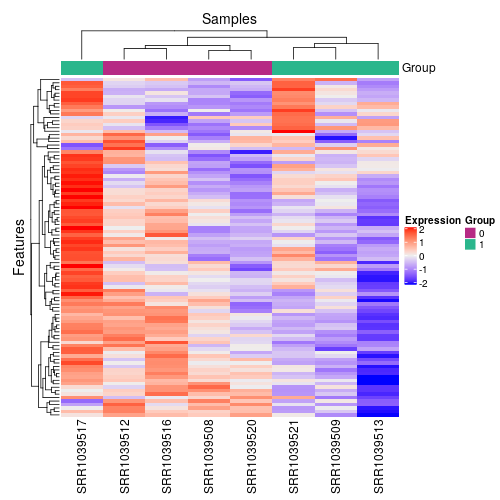 Samples
Group
Features
Expression
2
1
0
-1
-2
Group
0
1
SRR1039517
SRR1039512
SRR1039516
SRR1039508
SRR1039520
SRR1039521
SRR1039509
SRR1039513